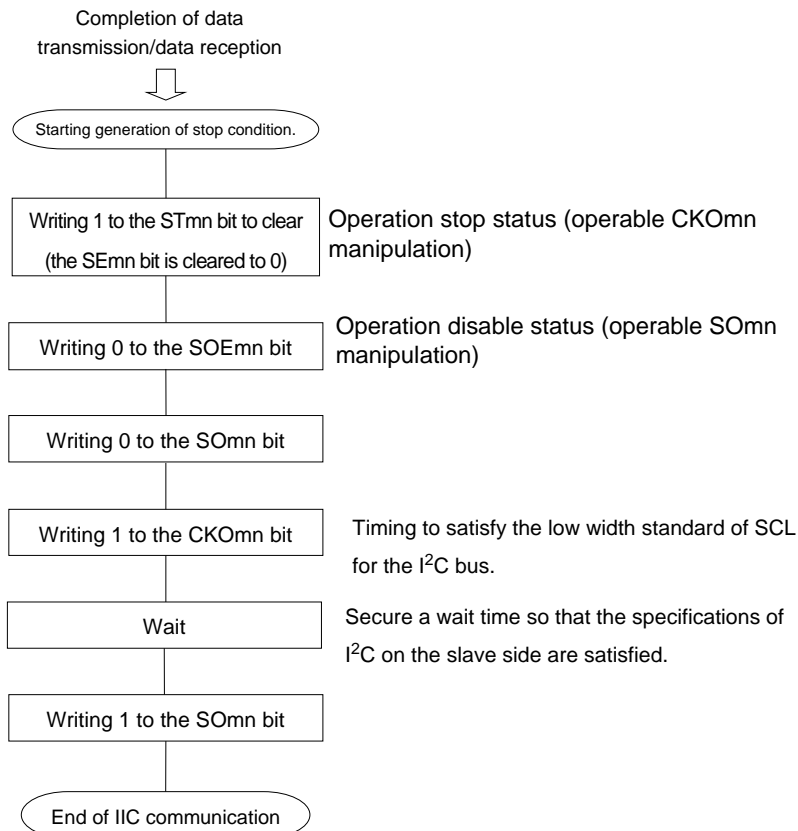 Completion of data
transmission/data reception
Starting generation of stop condition.
Writing 1 to the STmn bit to clear
(the SEmn bit is cleared to 0)
Operation stop status (operable CKOmn
manipulation)
Writing 0 to the SOEmn bit
Operation disable status (operable SOmn
manipulation)
Writing 0 to the SOmn bit
Writing 1 to the CKOmn bit
Timing to satisfy the low width standard of SCL
for the I²C bus.
Wait
Secure a wait time so that the specifications of
I²C on the slave side are satisfied.
Writing 1 to the SOmn bit
End of IIC communication